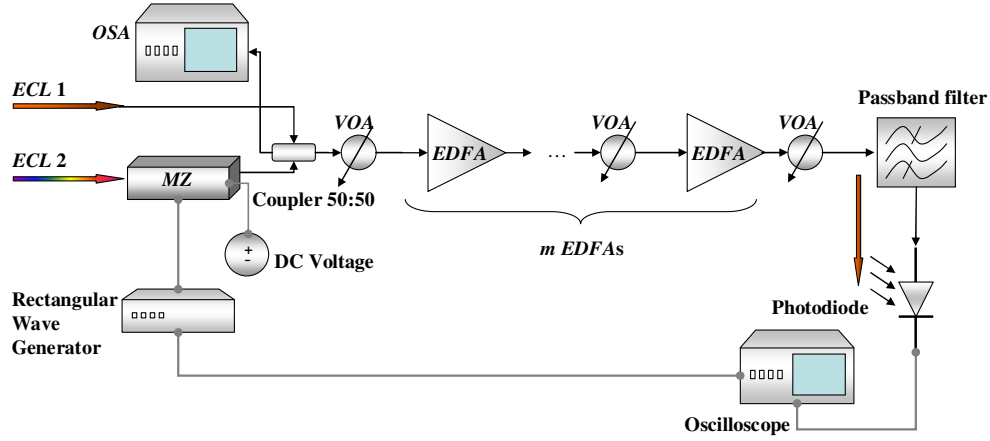 OSA
ECL 1
Passband filter
VOA
VOA
VOA
EDFA
...
EDFA
ECL 2
MZ
Coupler 50:50
m EDFAs
+
-
DC Voltage
Rectangular
Wave
Generator
Photodiode
Oscilloscope